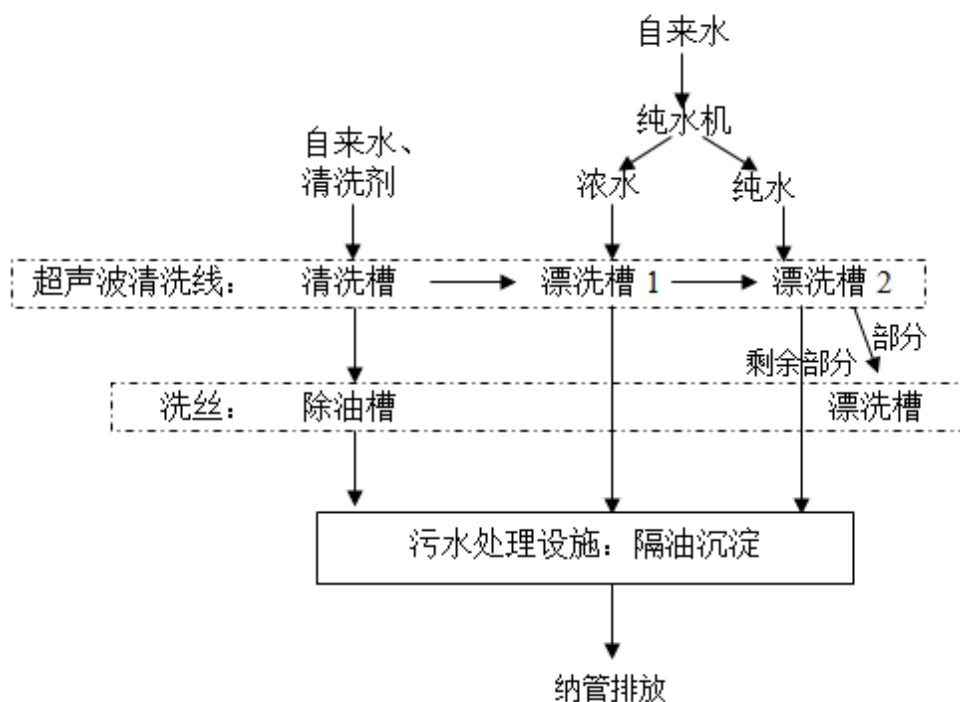 自来水
纯水机
自来水、
清洗剂
浓水
纯水
超声波清洗线： 清洗槽 漂洗槽 1 漂洗槽 2
部分
剩余部分
洗丝： 除油槽 漂洗槽
污水处理设施：隔油沉淀
纳管排放